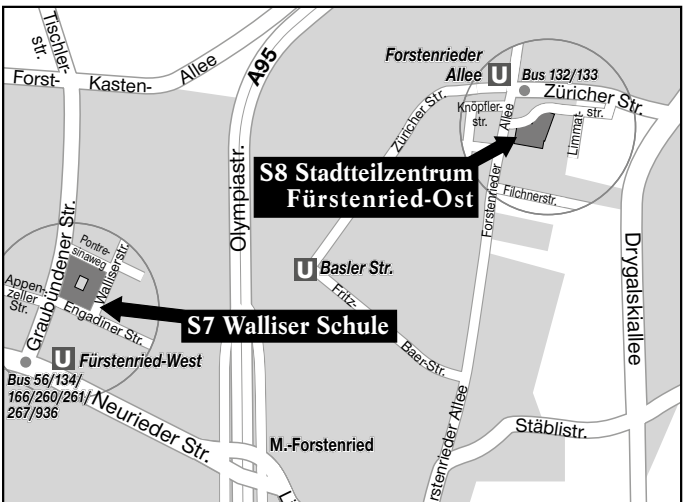 Tischler-
str.
Forst-
Kasten-
Allee
A95
Forstenrieder
Allee U Bus 132/133
Züricher Str.
Knöpfler-
str.
Allee
Limmat-
str.
Züricher Str.
S8 Stadtteilzentrum
Fürstenried-Ost
Filchnerstr.
Forstenrieder
Olympiastr.
Drygalskiallee
Graubündener Str.
Pontre-
sinaweg
Walliserstr.
Appen-
zeller
Str.
Engadiner Str.
U Basler Str.
Fritz-
Baer-Str.
S7 Walliser Schule
U Fürstenried-West
Bus 56/134/
166/260/261/
267/936
Neurieder Str.
M.-Forstenried
rstenrieder Allee
Stäblistr.
Li